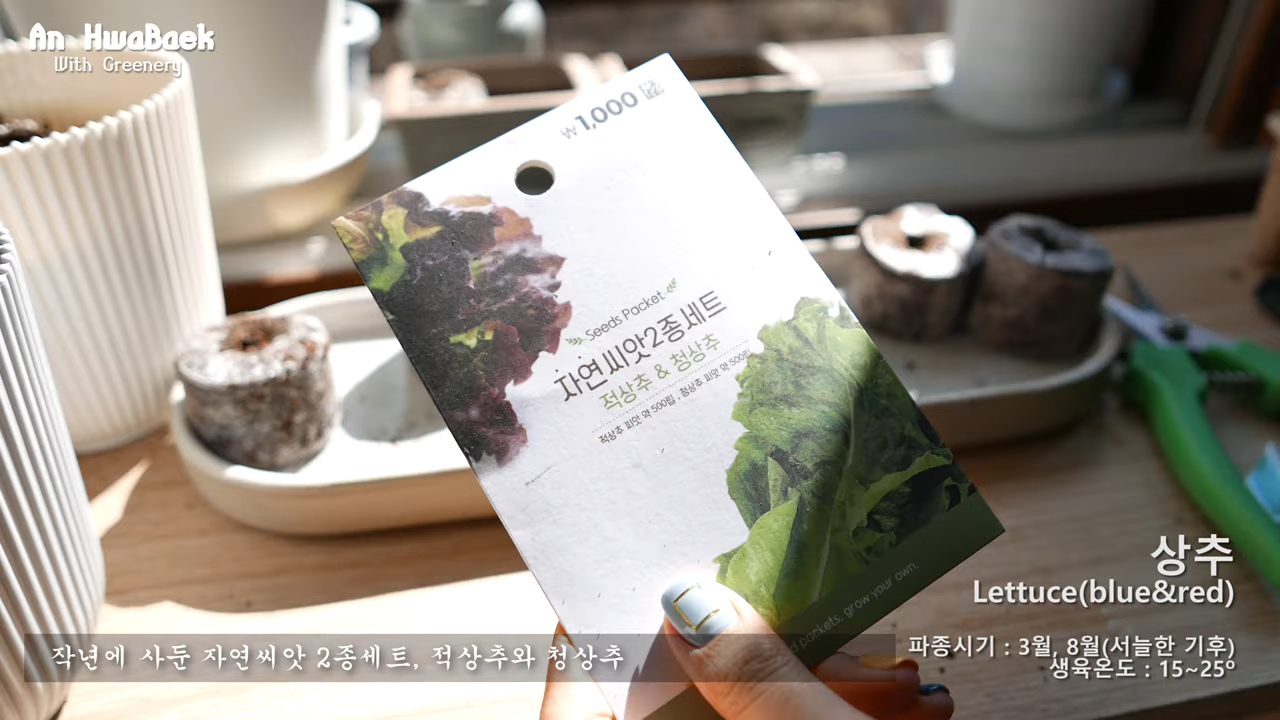 An HwaBaek
With Greenery
₩1,000
Seeds Packet
자연씨앗2종세트
적상추 & 청상추
적상추 씨앗 약 500립 . 청상추 씨앗 약 500립
packets. grow your own.
상추
Lettuce(blue&red)
파종시기 : 3월, 8월(서늘한 기후)
생육온도 : 15~25º
작년에 사둔 자연씨앗 2종세트, 적상추와 청상추